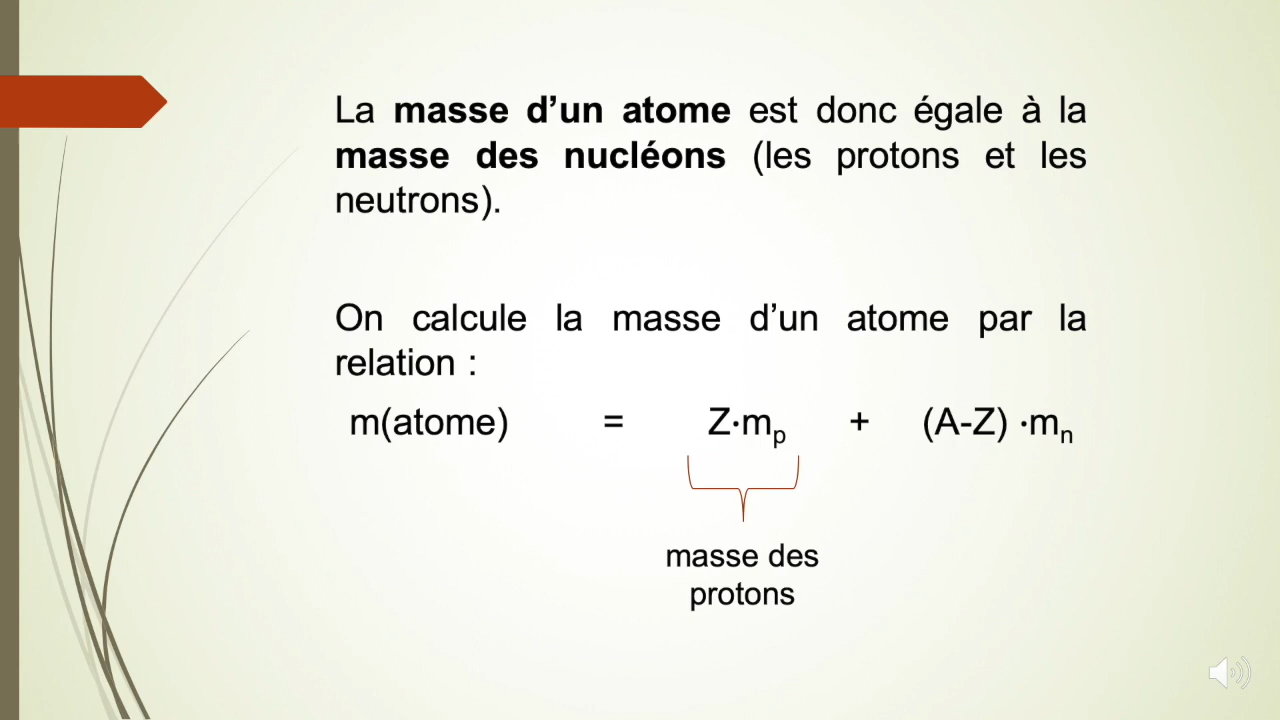 La masse d’un atome est donc égale à la
masse des nucléons (les protons et les
neutrons).
On calcule la masse d’un atome par la
relation :
m(atome) = Z·mₚ + (A-Z) ·mₙ
masse des
protons